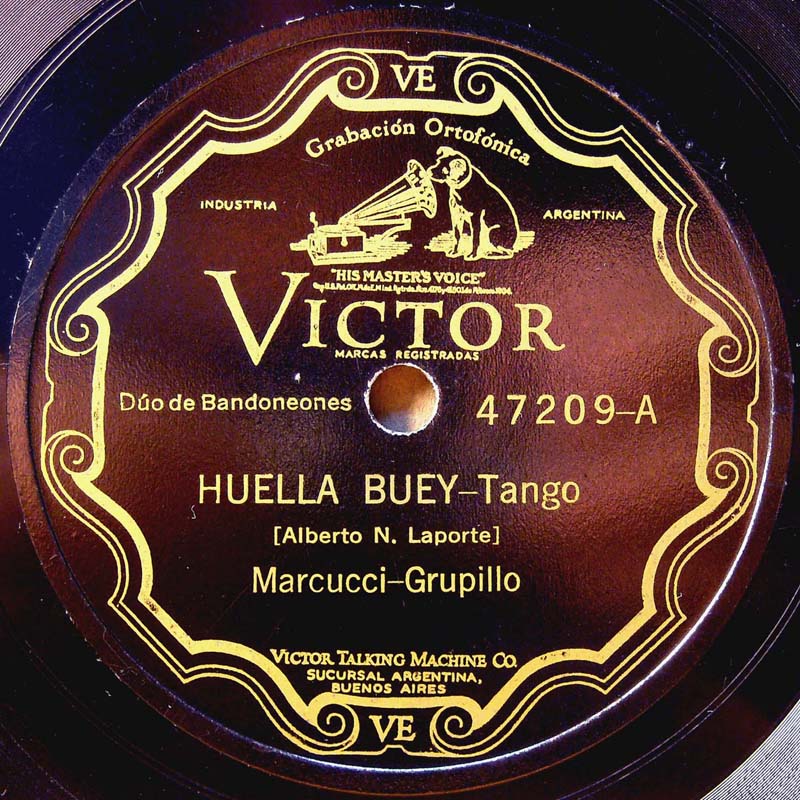 VE
Grabación Ortofónica
INDUSTRIA
ARGENTINA
"HIS MASTER'S VOICE"
VICTOR
MARCAS REGISTRADAS
Dúo de Bandoneones
47209-A
HUELLA BUEY-Tango
[Alberto N. Laporte]
Marcucci-Grupillo
VICTOR TALKING MACHINE CO.
SUCURSAL ARGENTINA,
BUENOS AIRES
VE